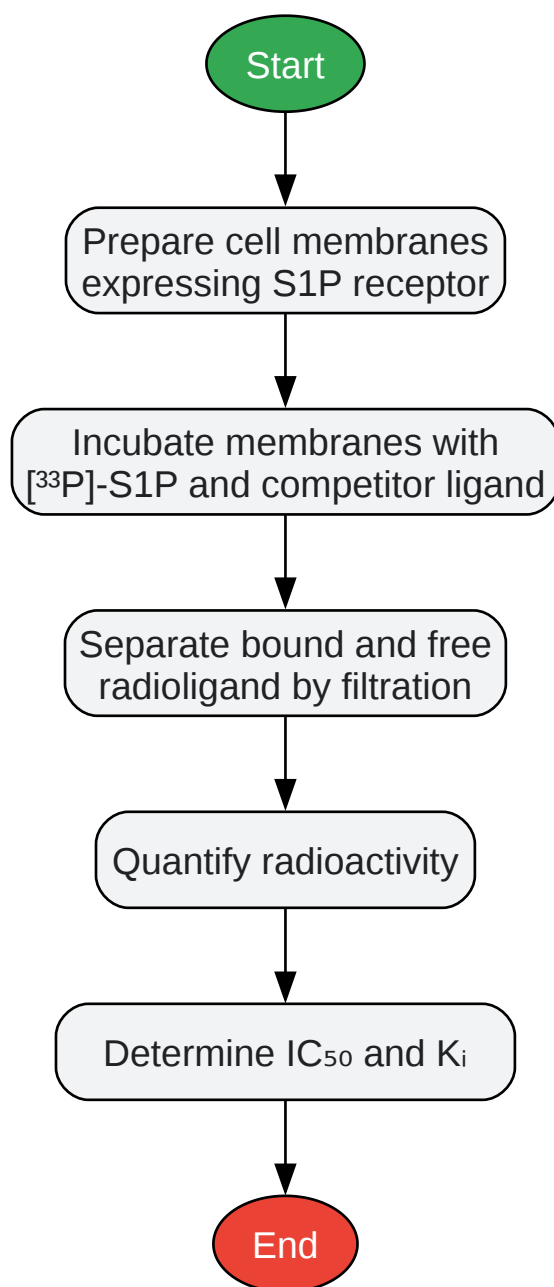 Start
Prepare cell membranes
expressing S1P receptor
Incubate membranes with
[³³P]-S1P and competitor ligand
Separate bound and free
radioligand by filtration
Quantify radioactivity
Determine IC₅₀ and Kᵢ
End